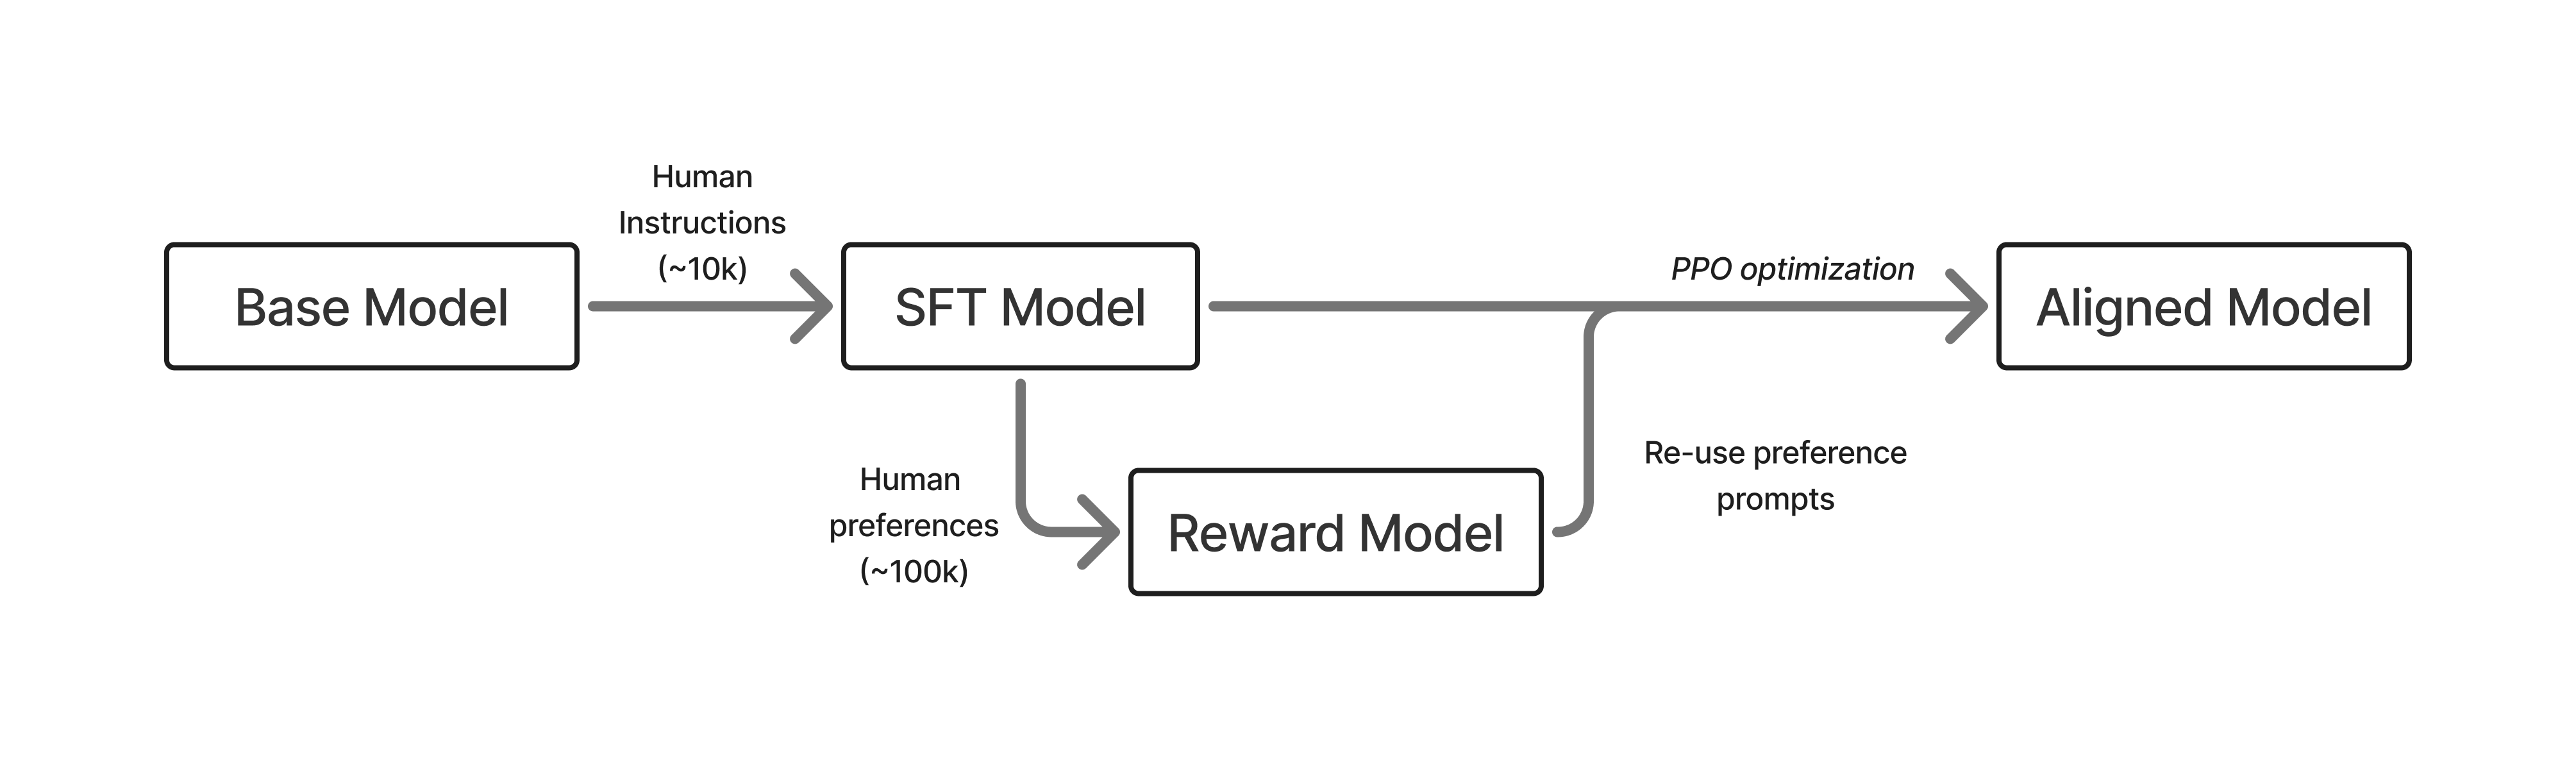 Human
Instructions
(~10k)
Base Model
SFT Model
PPO optimization
Aligned Model
Human
preferences
(~100k)
Reward Model
Re-use preference
prompts